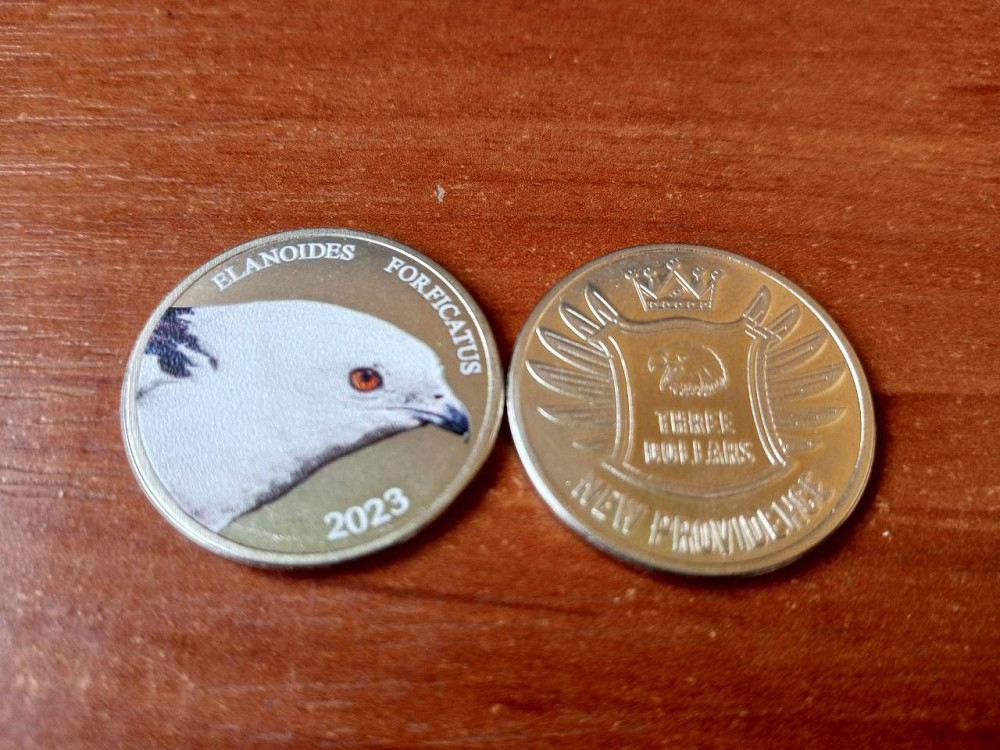 ELANOIDES FORFICATUS
2023
THREE
DOLLARS
NEW PROVIDENCE